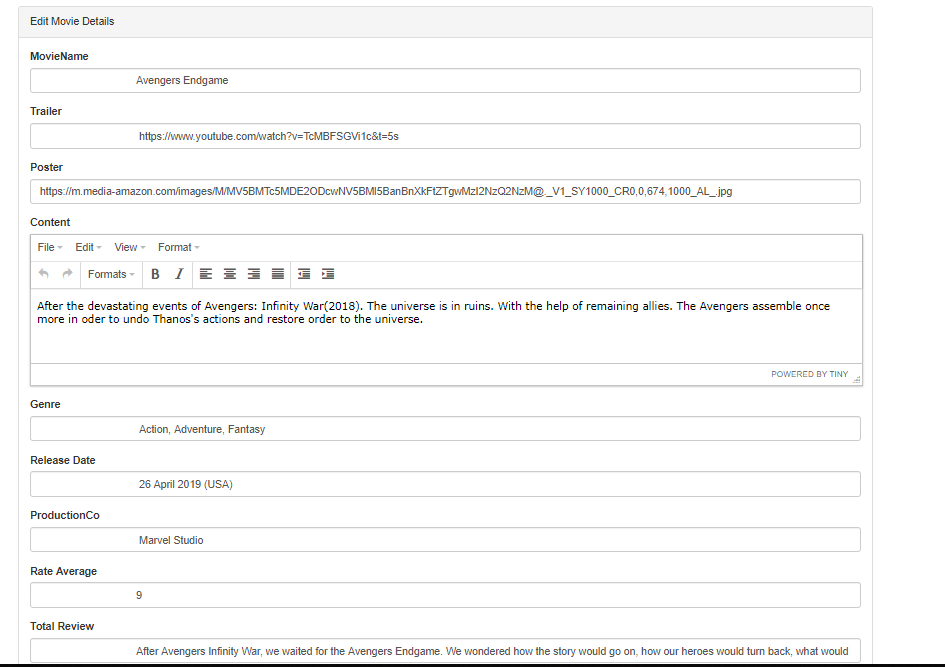 Edit Movie Details
MovieName
Avengers Endgame
Trailer
https://www.youtube.com/watch?v=TcMBFSGVi1c&t=5s
Poster
https://m.media-amazon.com/images/M/MV5BMTc5MDE2ODcwNV5BMl5BanBnXkFtZTgwMzI2NzQ2NzM@._V1_SY1000_CR0,0,674,1000_AL_.jpg
Content
File Edit View Format
Formats B I
After the devastating events of Avengers: Infinity War(2018). The universe is in ruins. With the help of remaining allies. The Avengers assemble once
more in oder to undo Thanos's actions and restore order to the universe.
POWERED BY TINY
Genre
Action, Adventure, Fantasy
Release Date
26 April 2019 (USA)
ProductionCo
Marvel Studio
Rate Average
9
Total Review
After Avengers Infinity War, we waited for the Avengers Endgame. We wondered how the story would go on, how our heroes would turn back, what would